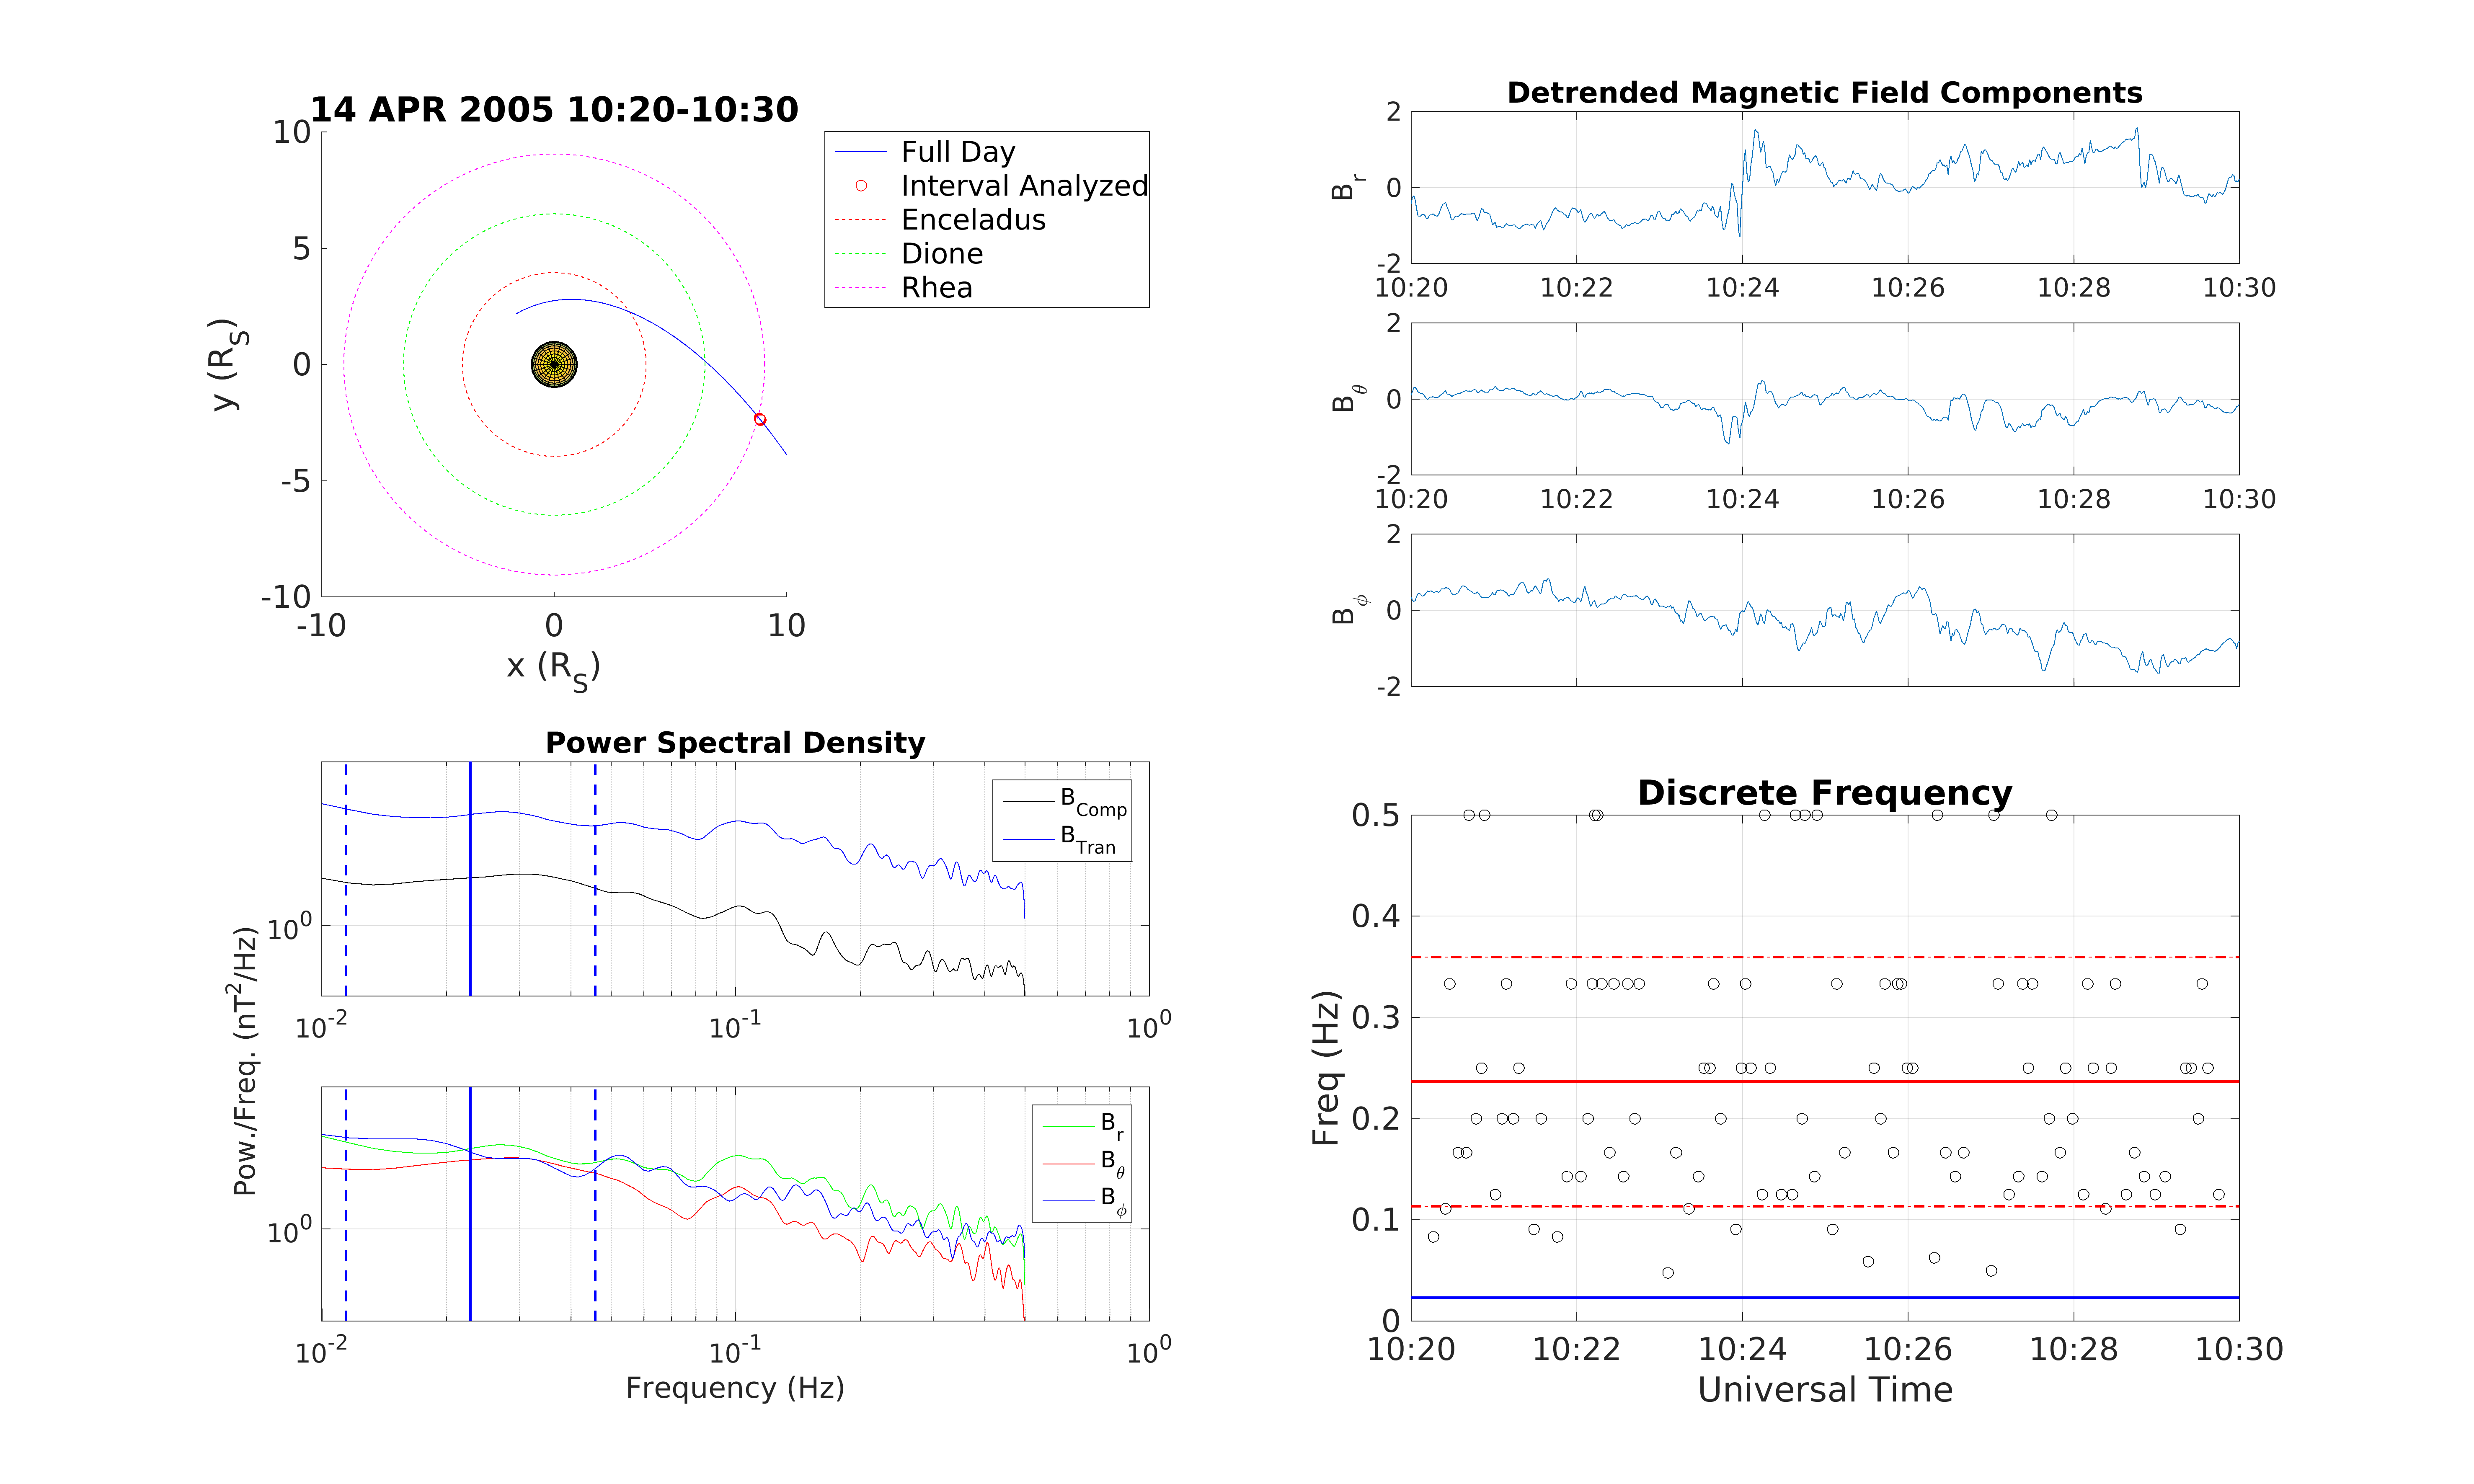 14 APR 2005 10:20-10:30
10
5
0
-5
-10
y (R_S)
-10 0 10
x (R_S)
Full Day
Interval Analyzed
Enceladus
Dione
Rhea
Detrended Magnetic Field Components
2
0
-2
B_r
10:20 10:22 10:24 10:26 10:28 10:30
2
0
-2
B_θ
10:20 10:22 10:24 10:26 10:28 10:30
2
0
-2
B_ϕ
Power Spectral Density
B_Comp
B_Tran
10^0
10^-2 10^-1 10^0
Pow./Freq. (nT^2/Hz)
B_r
B_θ
B_ϕ
10^0
10^-2 10^-1 10^0
Frequency (Hz)
Discrete Frequency
0.5
0.4
0.3
0.2
0.1
0
Freq (Hz)
10:20 10:22 10:24 10:26 10:28 10:30
Universal Time